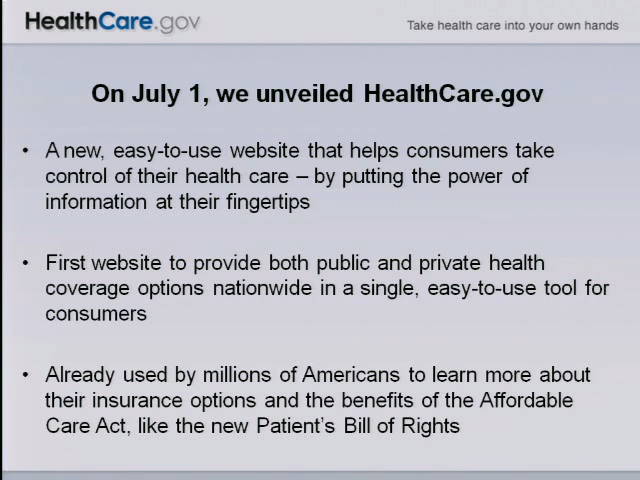 HealthCare.gov
Take health care into your own hands
On July 1, we unveiled HealthCare.gov
• A new, easy-to-use website that helps consumers take
control of their health care – by putting the power of
information at their fingertips
• First website to provide both public and private health
coverage options nationwide in a single, easy-to-use tool for
consumers
• Already used by millions of Americans to learn more about
their insurance options and the benefits of the Affordable
Care Act, like the new Patient's Bill of Rights